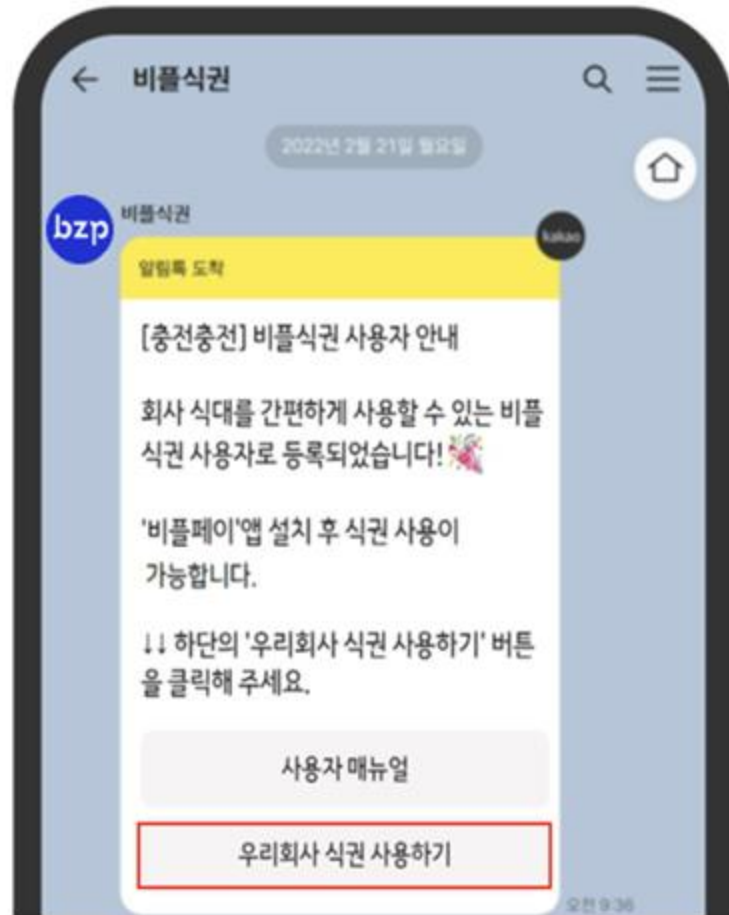 비플식권
2022년 2월 21일 월요일
bzp
비플식권
kakao
알림톡 도착
[충전충전] 비플식권 사용자 안내
회사 식대를 간편하게 사용할 수 있는 비플
식권 사용자로 등록되었습니다!
'비플페이'앱 설치 후 식권 사용이
가능합니다.
↓↓ 하단의 '우리회사 식권 사용하기' 버튼
을 클릭해 주세요.
사용자 매뉴얼
우리회사 식권 사용하기
오전 9:36